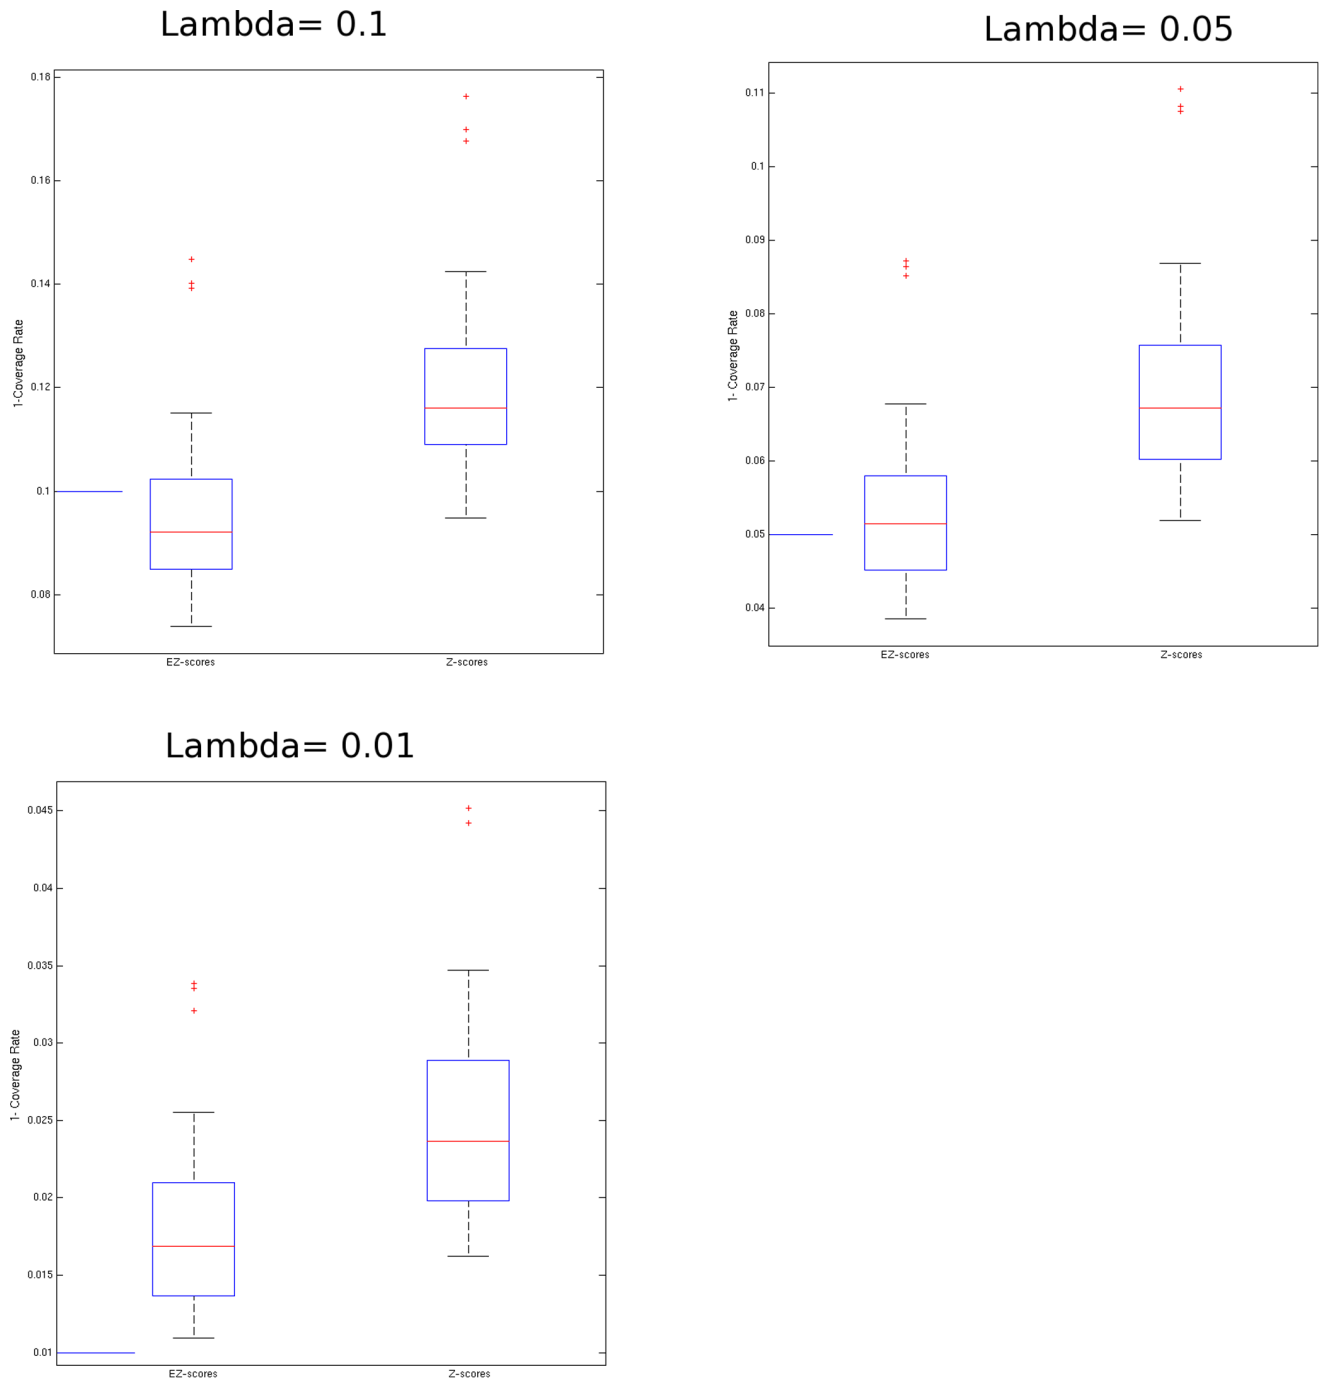 Lambda= 0.1
0.18
0.16
0.14
0.12
0.1
0.08
1-Coverage Rate
EZ-scores
Z-scores
Lambda= 0.05
0.11
0.1
0.09
0.08
0.07
0.06
0.05
0.04
1- Coverage Rate
EZ-scores
Z-scores
Lambda= 0.01
0.045
0.04
0.035
0.03
0.025
0.02
0.015
0.01
1- Coverage Rate
EZ-scores
Z-scores